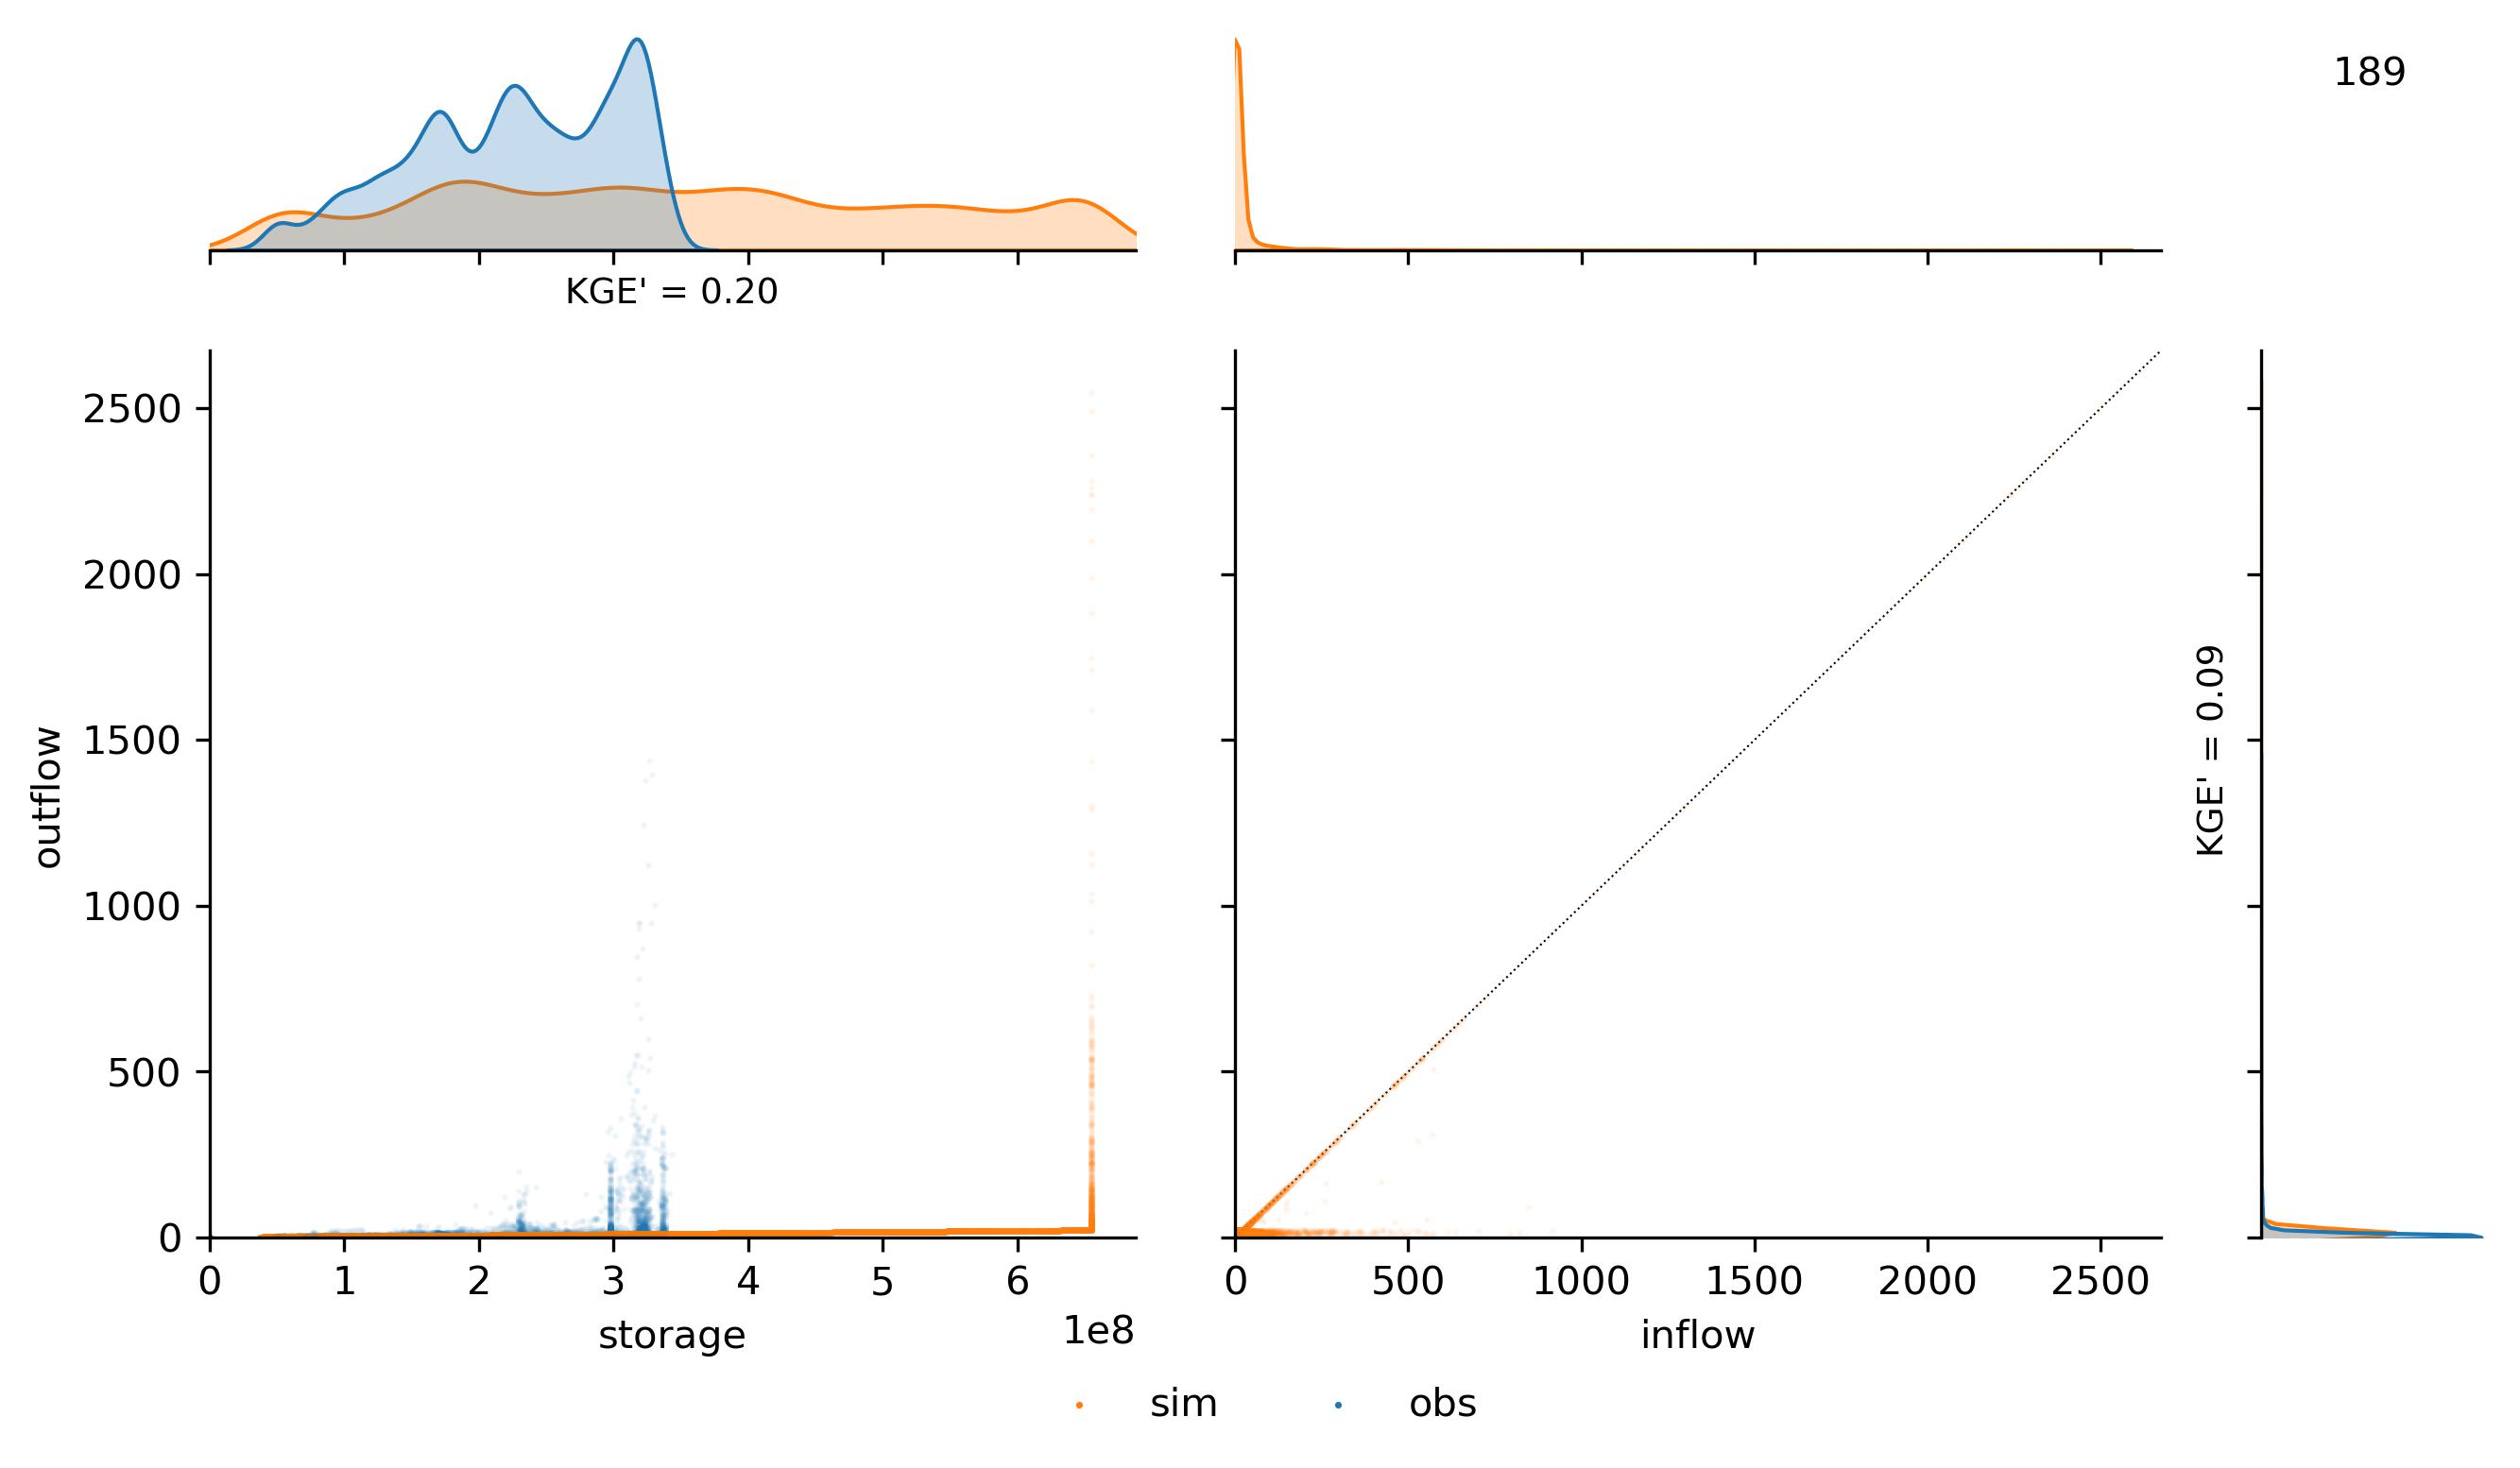 189
KGE' = 0.20
2500
2000
1500
1000
500
0
outflow
KGE' = 0.09
0 1 2 3 4 5 6
1e8
storage
0 500 1000 1500 2000 2500
inflow
sim obs